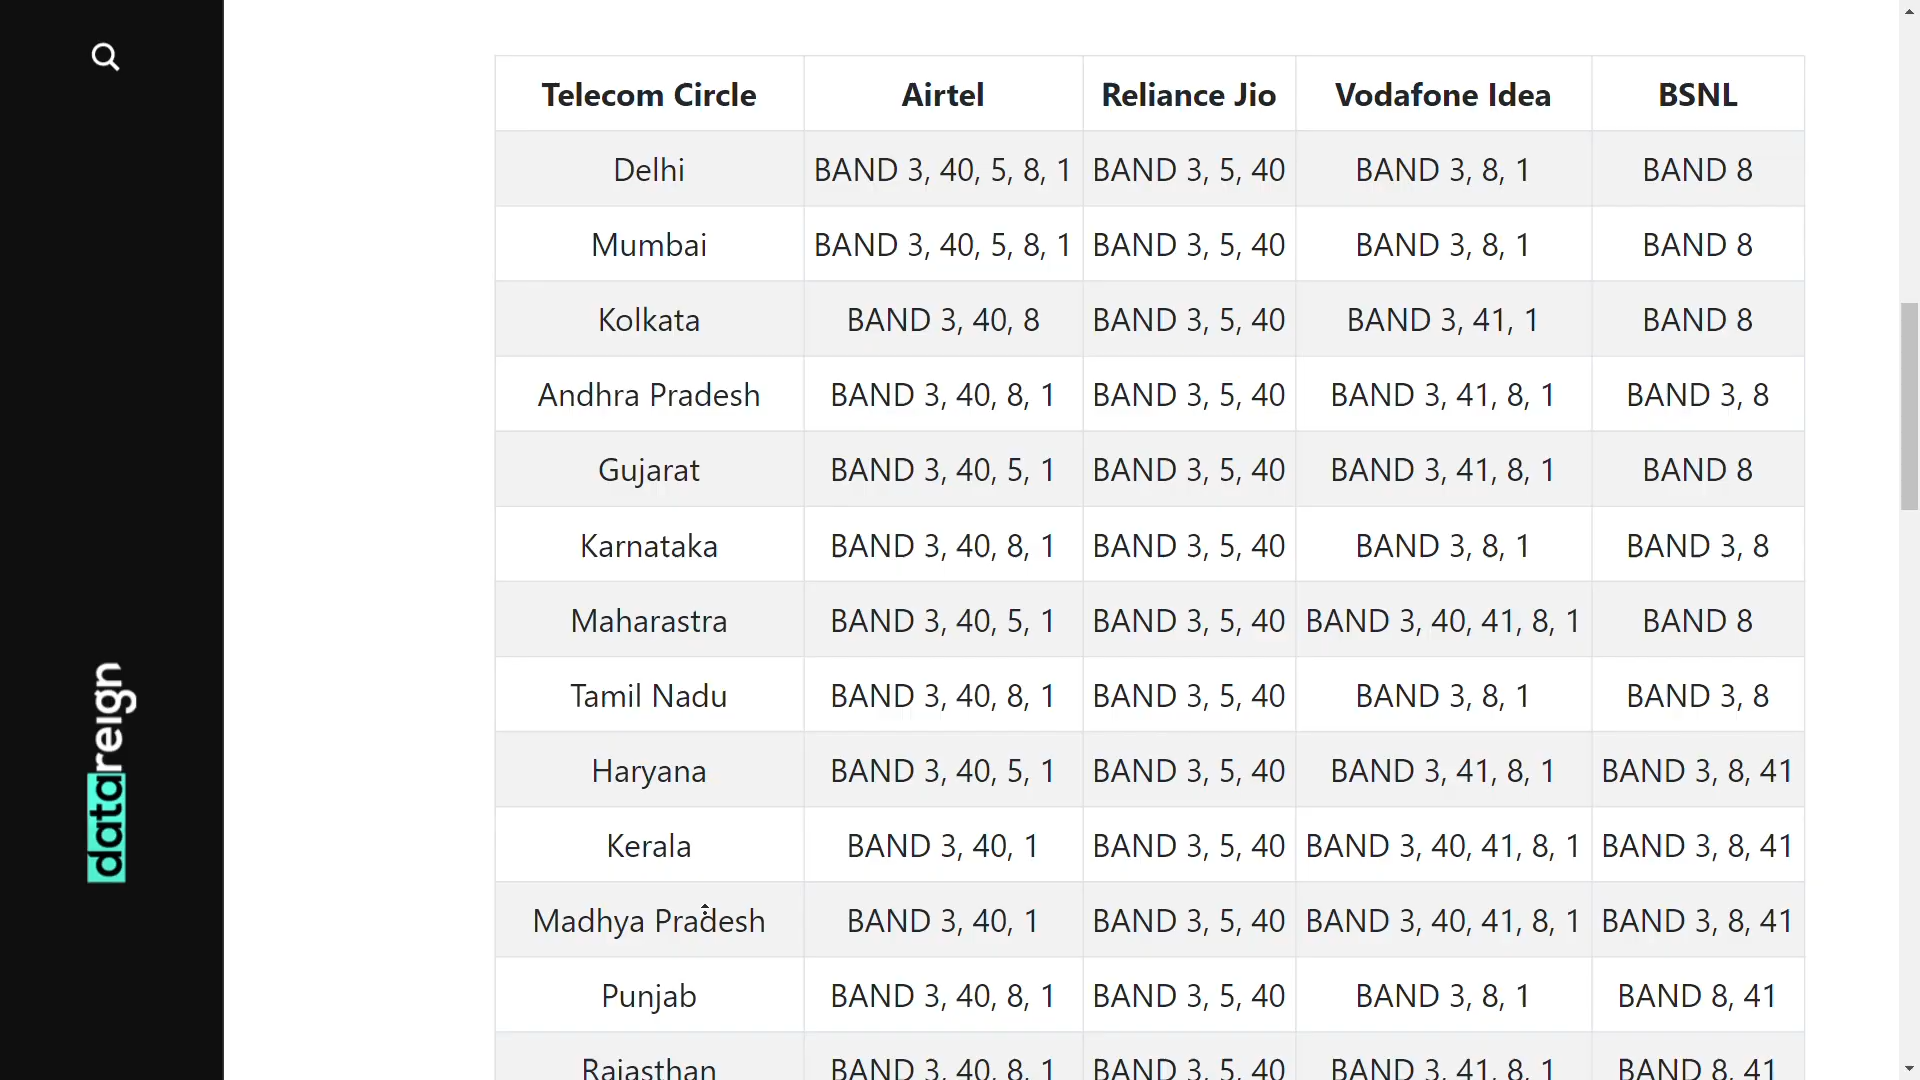 Telecom Circle Airtel Reliance Jio Vodafone Idea BSNL
Delhi BAND 3, 40, 5, 8, 1 BAND 3, 5, 40 BAND 3, 8, 1 BAND 8
Mumbai BAND 3, 40, 5, 8, 1 BAND 3, 5, 40 BAND 3, 8, 1 BAND 8
Kolkata BAND 3, 40, 8 BAND 3, 5, 40 BAND 3, 41, 1 BAND 8
Andhra Pradesh BAND 3, 40, 8, 1 BAND 3, 5, 40 BAND 3, 41, 8, 1 BAND 3, 8
Gujarat BAND 3, 40, 5, 1 BAND 3, 5, 40 BAND 3, 41, 8, 1 BAND 8
Karnataka BAND 3, 40, 8, 1 BAND 3, 5, 40 BAND 3, 8, 1 BAND 3, 8
Maharastra BAND 3, 40, 5, 1 BAND 3, 5, 40 BAND 3, 40, 41, 8, 1 BAND 8
Tamil Nadu BAND 3, 40, 8, 1 BAND 3, 5, 40 BAND 3, 8, 1 BAND 3, 8
Haryana BAND 3, 40, 5, 1 BAND 3, 5, 40 BAND 3, 41, 8, 1 BAND 3, 8, 41
Kerala BAND 3, 40, 1 BAND 3, 5, 40 BAND 3, 40, 41, 8, 1 BAND 3, 8, 41
Madhya Pradesh BAND 3, 40, 1 BAND 3, 5, 40 BAND 3, 40, 41, 8, 1 BAND 3, 8, 41
Punjab BAND 3, 40, 8, 1 BAND 3, 5, 40 BAND 3, 8, 1 BAND 8, 41
Rajasthan BAND 3, 40, 8, 1 BAND 3, 5, 40 BAND 3, 41, 8, 1 BAND 8, 41
datareign